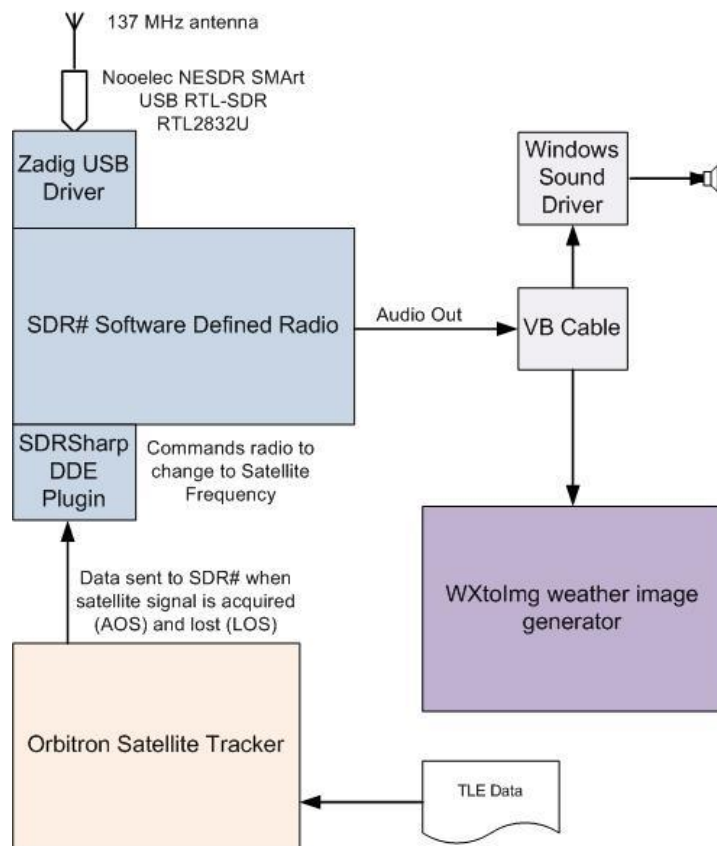 137 MHz antenna
Nooelec NESDR SMArt
USB RTL-SDR
RTL2832U
Zadig USB
Driver
Windows
Sound
Driver
SDR# Software Defined Radio
Audio Out
VB Cable
SDRSharp
DDE
Plugin
Commands radio to
change to Satellite
Frequency
Data sent to SDR# when
satellite signal is acquired
(AOS) and lost (LOS)
WXtoImg weather image
generator
Orbitron Satellite Tracker
TLE Data